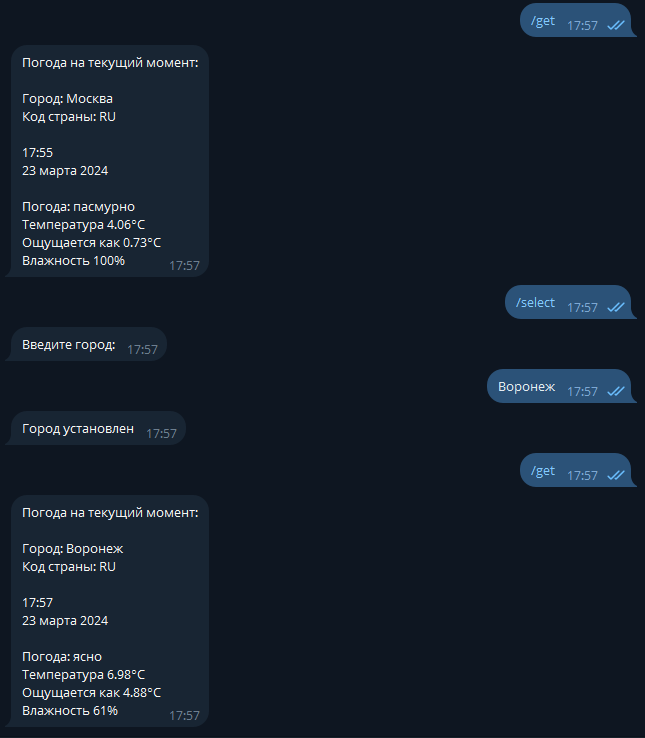 /get 17:57
Погода на текущий момент:
Город: Москва
Код страны: RU
17:55
23 марта 2024
Погода: пасмурно
Температура 4.06°C
Ощущается как 0.73°C
Влажность 100% 17:57
/select 17:57
Введите город: 17:57
Воронеж 17:57
Город установлен 17:57
/get 17:57
Погода на текущий момент:
Город: Воронеж
Код страны: RU
17:57
23 марта 2024
Погода: ясно
Температура 6.98°C
Ощущается как 4.88°C
Влажность 61% 17:57